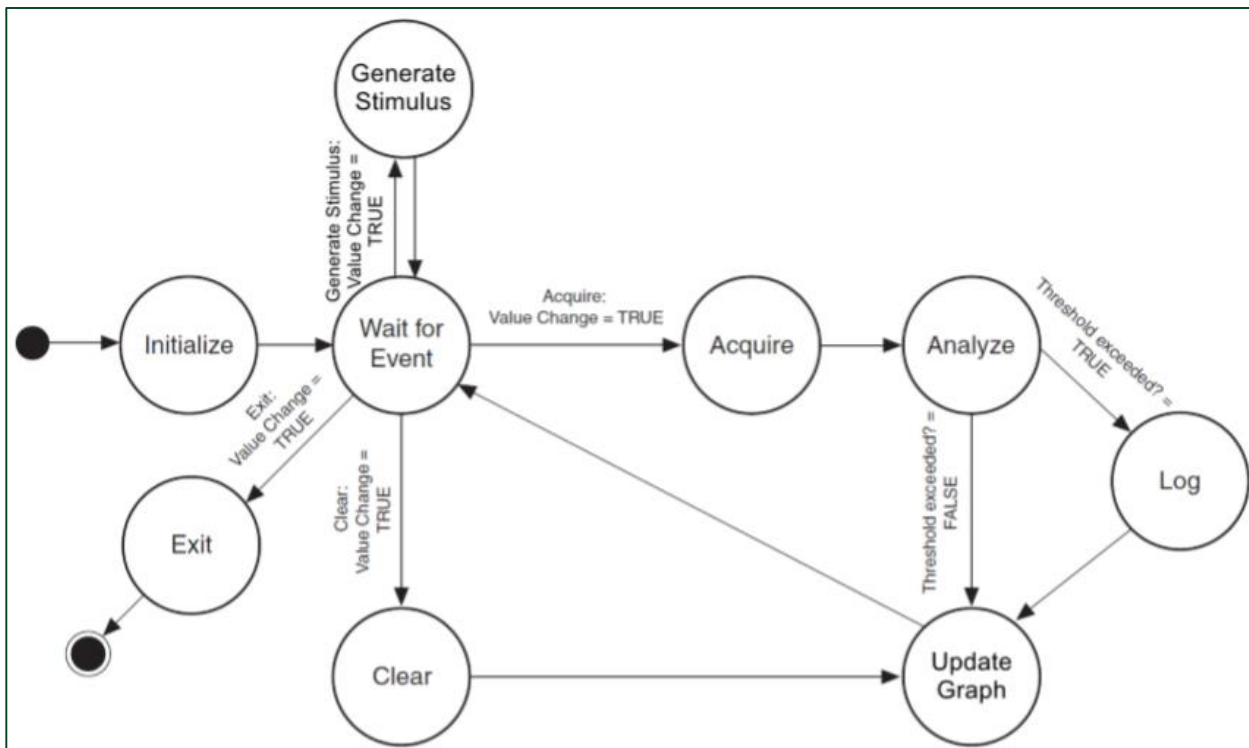 Generate
Stimulus
Generate Stimulus:
Value Change =
TRUE
Initialize
Wait for
Event
Acquire:
Value Change = TRUE
Acquire
Analyze
Threshold exceeded? =
TRUE
Log
Exit:
Value Change =
TRUE
Exit
Clear:
Value Change =
TRUE
Clear
Threshold exceeded? =
FALSE
Update
Graph